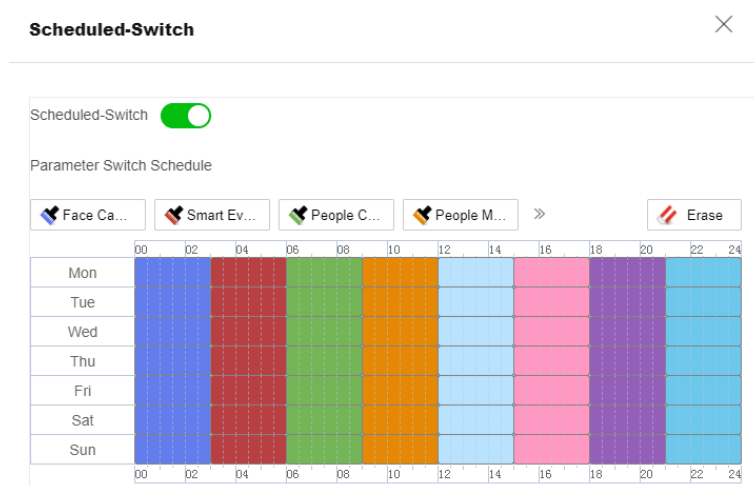 Scheduled-Switch
Scheduled-Switch
Parameter Switch Schedule
Face Ca... Smart Ev... People C... People M... Erase
00 02 04 06 08 10 12 14 16 18 20 22 24
Mon
Tue
Wed
Thu
Fri
Sat
Sun
00 02 04 06 08 10 12 14 16 18 20 22 24